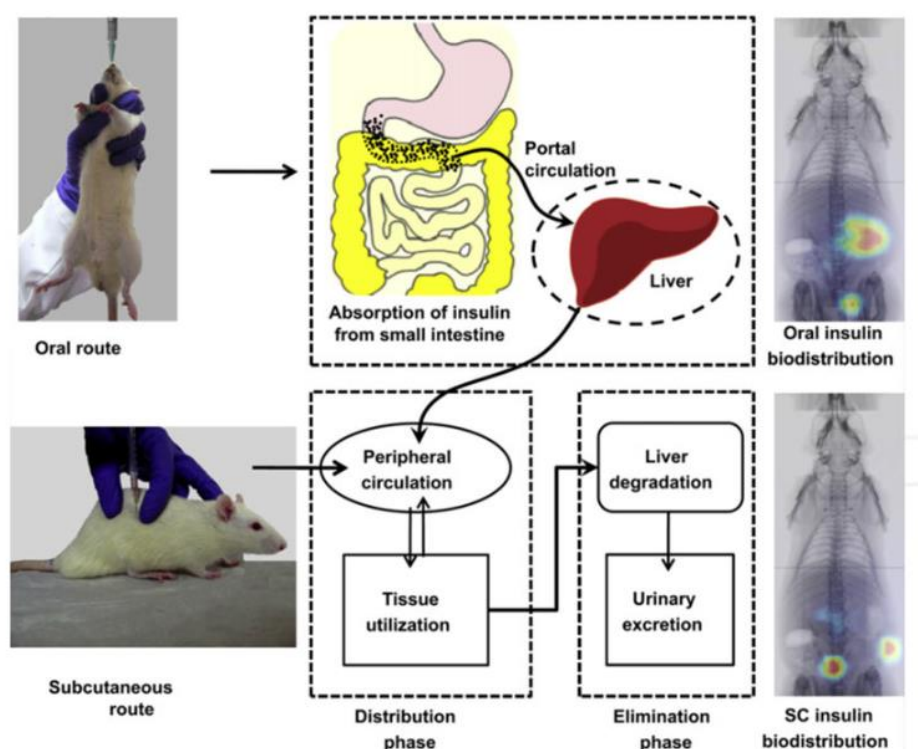 Oral route
Portal
circulation
Liver
Absorption of insulin
from small intestine
Oral insulin
biodistribution
Peripheral
circulation
Liver
degradation
Tissue
utilization
Urinary
excretion
Subcutaneous
route
Distribution
phase
Elimination
phase
SC insulin
biodistribution